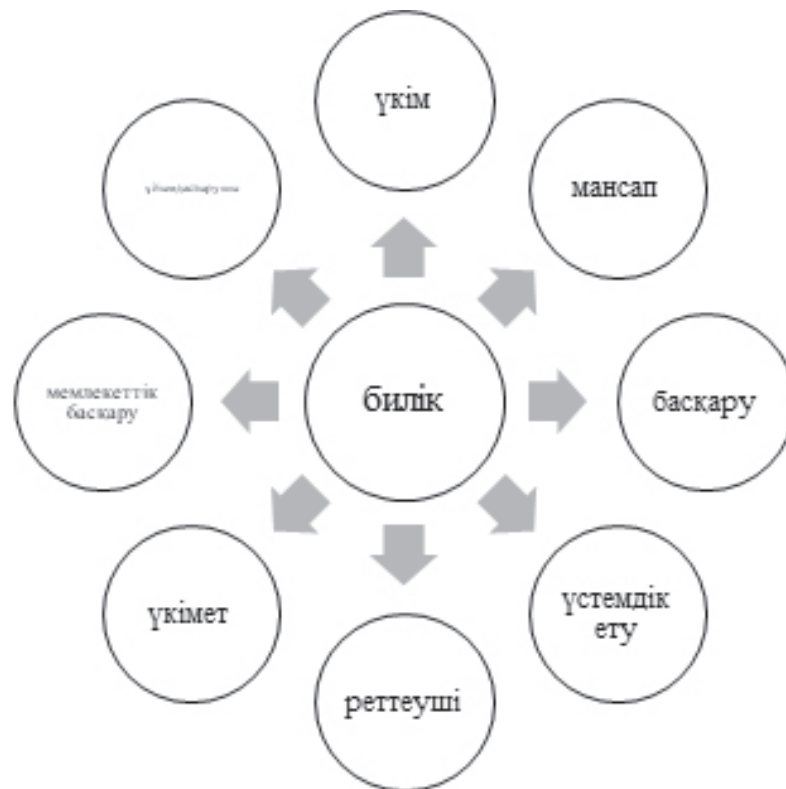 үкім
мансап
мемлекеттік
басқару
билік
басқару
үкімет
үстемдік
ету
реттеуші